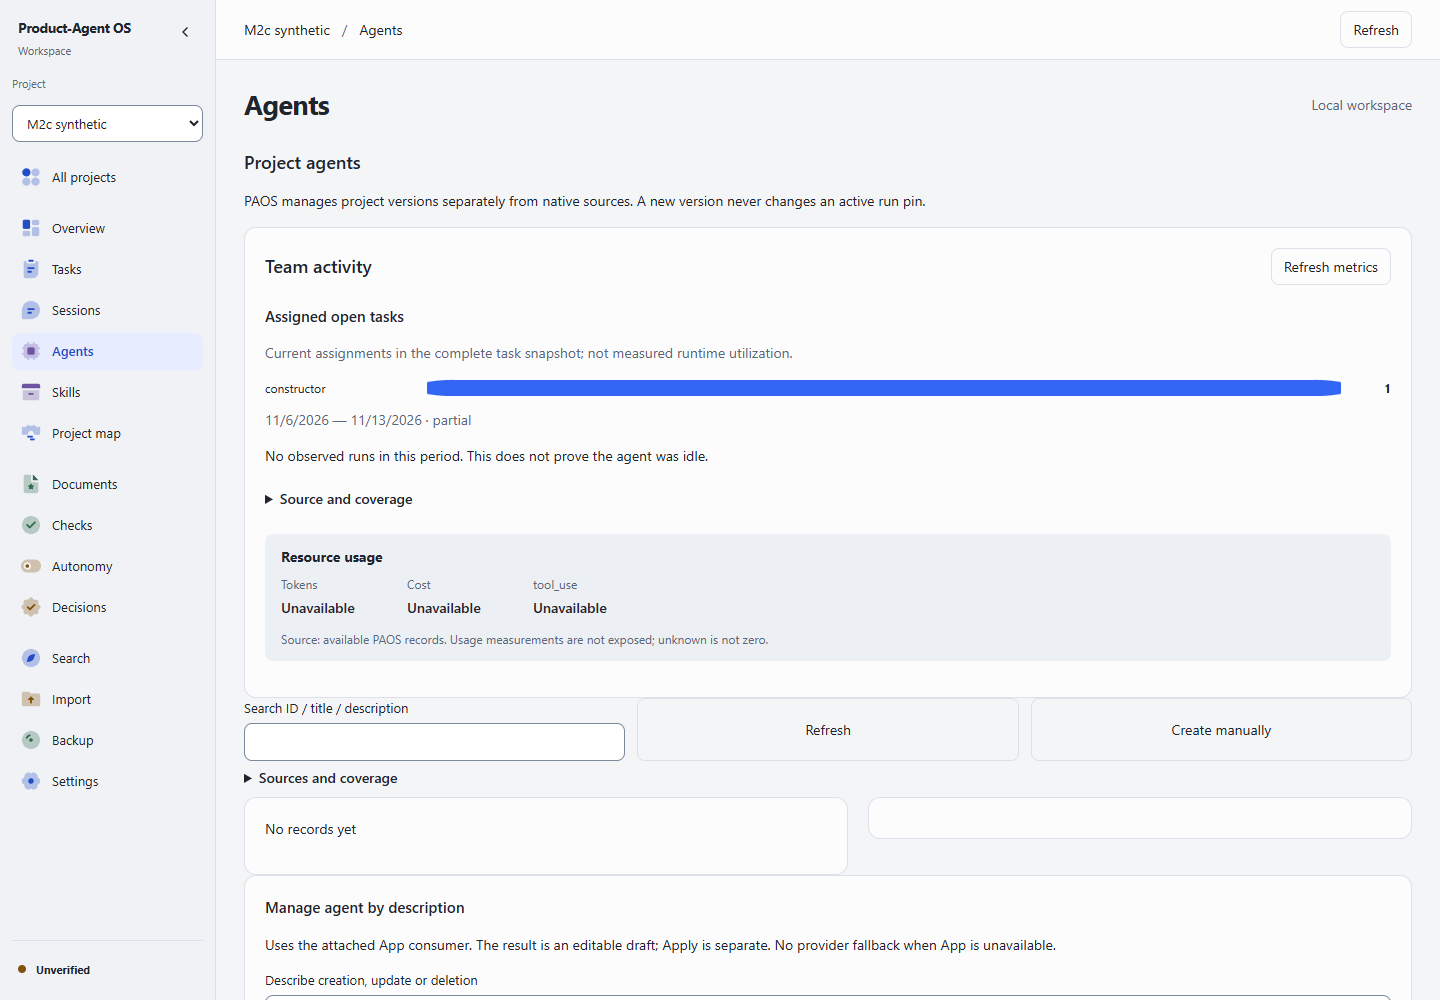 Product-Agent OS
Workspace
Project
M2c synthetic
All projects
Overview
Tasks
Sessions
Agents
Skills
Project map
Documents
Checks
Autonomy
Decisions
Search
Import
Backup
Settings
Unverified
M2c synthetic / Agents
Refresh
Agents
Local workspace
Project agents
PAOS manages project versions separately from native sources. A new version never changes an active run pin.
Team activity
Refresh metrics
Assigned open tasks
Current assignments in the complete task snapshot; not measured runtime utilization.
constructor 1
11/6/2026 — 11/13/2026 · partial
No observed runs in this period. This does not prove the agent was idle.
Source and coverage
Resource usage
Tokens Cost tool_use
Unavailable Unavailable Unavailable
Source: available PAOS records. Usage measurements are not exposed; unknown is not zero.
Search ID / title / description
Refresh
Create manually
Sources and coverage
No records yet
Manage agent by description
Uses the attached App consumer. The result is an editable draft; Apply is separate. No provider fallback when App is unavailable.
Describe creation, update or deletion